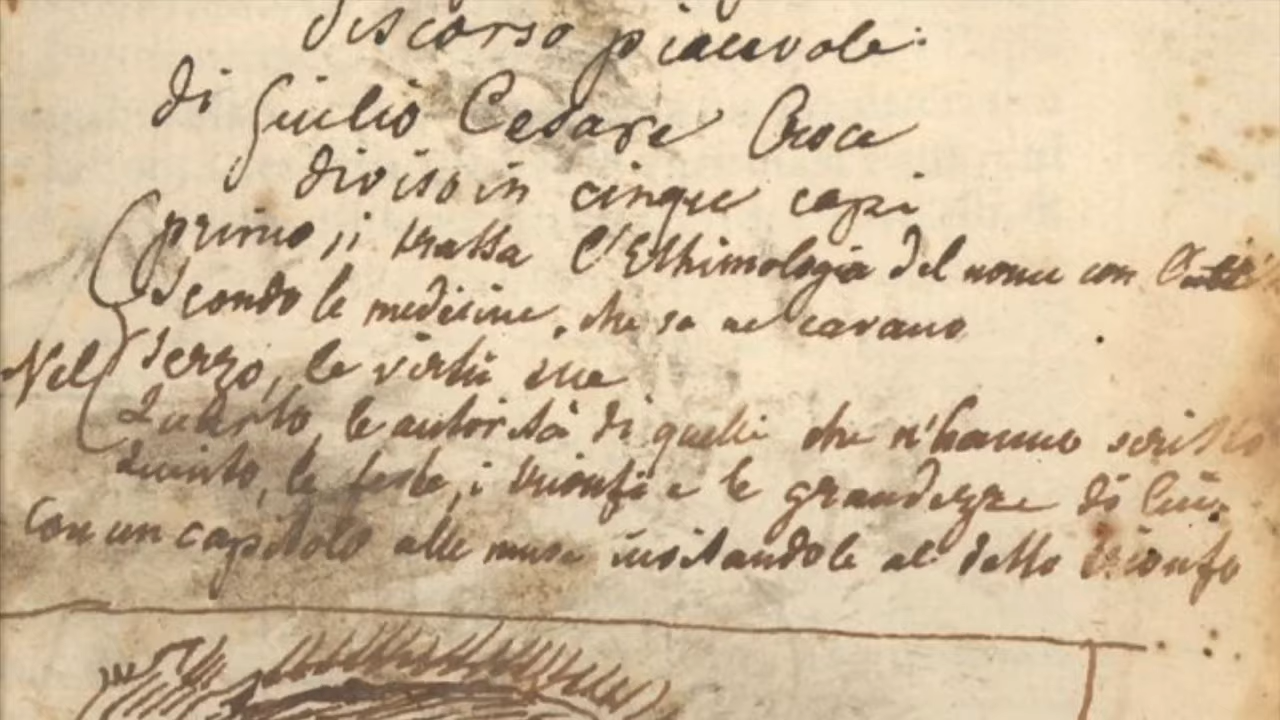 discorso piacevole.
di Giulio Cesare Croce
diviso in cinque capi
primo, si tratta l'Ethimologia del nome con
Secondo le medicine, che se ne cavano
Nel Terzo, le virtù sue
Quarto, le autorità di quelli che n'hanno scritto
Quinto, le feste, i trionfi e le grandezze di lui.
Con un capitolo alle muse invitandole al detto trionfo